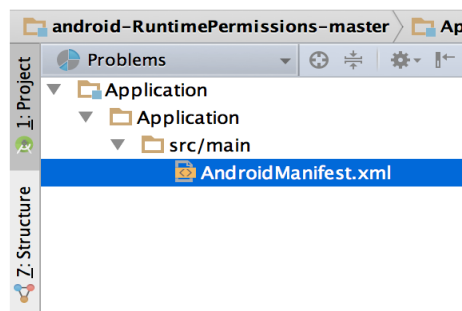 android-RuntimePermissions-master Ap
1: Project
Problems
Application
Application
src/main
AndroidManifest.xml
7: Structure